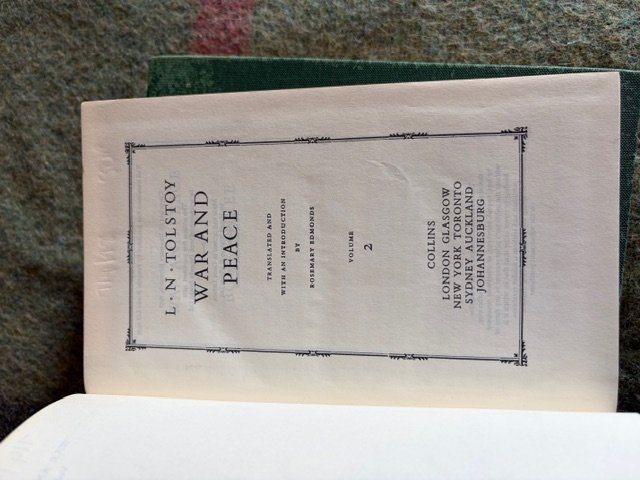 L · N · TOLSTOY
WAR AND
PEACE
TRANSLATED AND
WITH AN INTRODUCTION
BY
ROSEMARY EDMONDS
VOLUME
2
COLLINS
LONDON GLASGOW
NEW YORK TORONTO
SYDNEY AUCKLAND
JOHANNESBURG